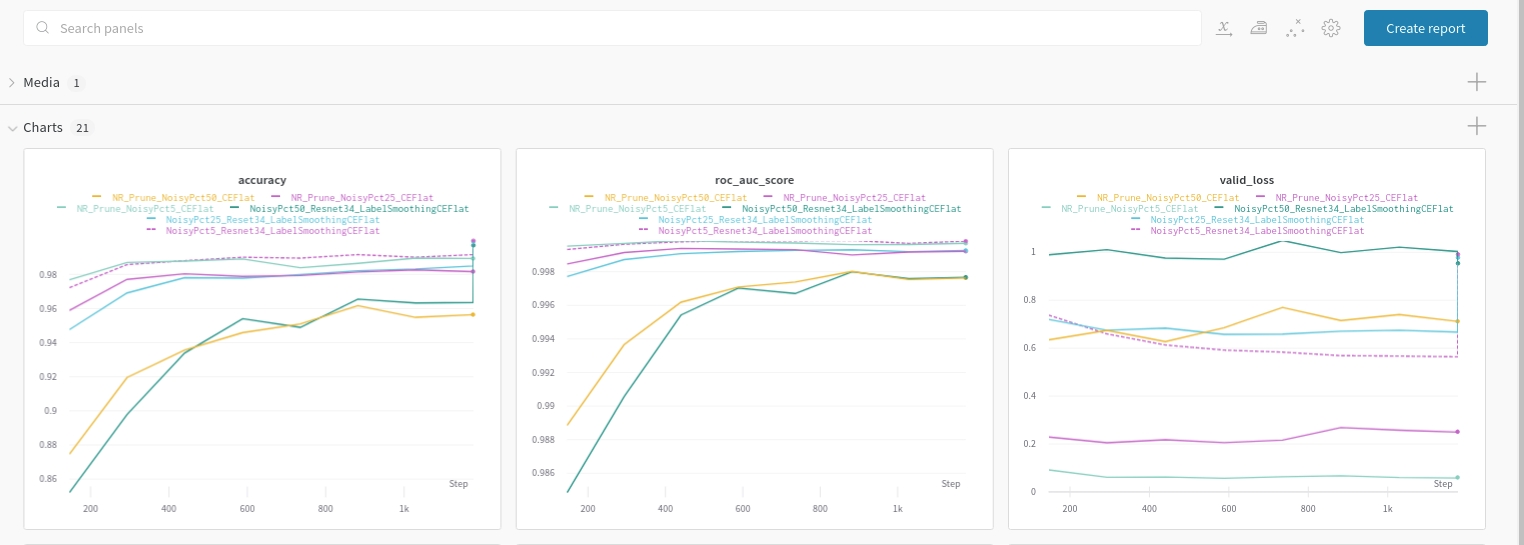 Search panels
Create report
Media 1
Charts 21
accuracy
NR_Prune_NoisyPct50_CEFlat NR_Prune_NoisyPct25_CEFlat
NR_Prune_NoisyPct5_CEFlat NoisyPct50_Resnet34_LabelSmoothingCEFlat
NoisyPct25_Reset34_LabelSmoothingCEFlat
NoisyPct5_Resnet34_LabelSmoothingCEFlat
0.98
0.96
0.94
0.92
0.9
0.88
0.86
Step
200 400 600 800 1k
roc_auc_score
NR_Prune_NoisyPct50_CEFlat NR_Prune_NoisyPct25_CEFlat
NR_Prune_NoisyPct5_CEFlat NoisyPct50_Resnet34_LabelSmoothingCEFlat
NoisyPct25_Reset34_LabelSmoothingCEFlat
NoisyPct5_Resnet34_LabelSmoothingCEFlat
0.998
0.996
0.994
0.992
0.99
0.988
0.986
Step
200 400 600 800 1k
valid_loss
NR_Prune_NoisyPct50_CEFlat NR_Prune_NoisyPct25_CEFlat
NR_Prune_NoisyPct5_CEFlat NoisyPct50_Resnet34_LabelSmoothingCEFlat
NoisyPct25_Reset34_LabelSmoothingCEFlat
NoisyPct5_Resnet34_LabelSmoothingCEFlat
1
0.8
0.6
0.4
0.2
0
Step
200 400 600 800 1k